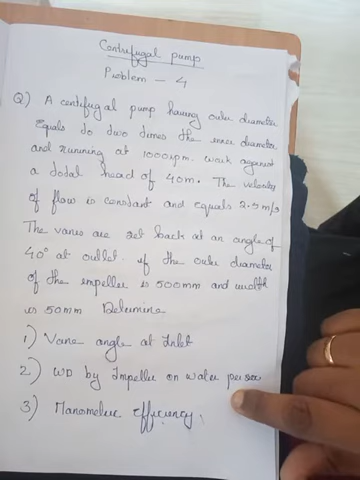 Centrifugal pump
Problem - 4
Q) A centifugal pump having outer diameter
equals to two times the inner diameter
and running at 1000rpm. work against
a total head of 40m. The velocity
of flow is constant and equals 2.5m/s
The vanes are set back at an angle of
40° at outlet. if the outer diameter
of the impeller is 500mm and width
is 50mm Determine
1) Vane angle at Inlet
2) WD by Impeller on water per sec
3) Manometric efficiency.